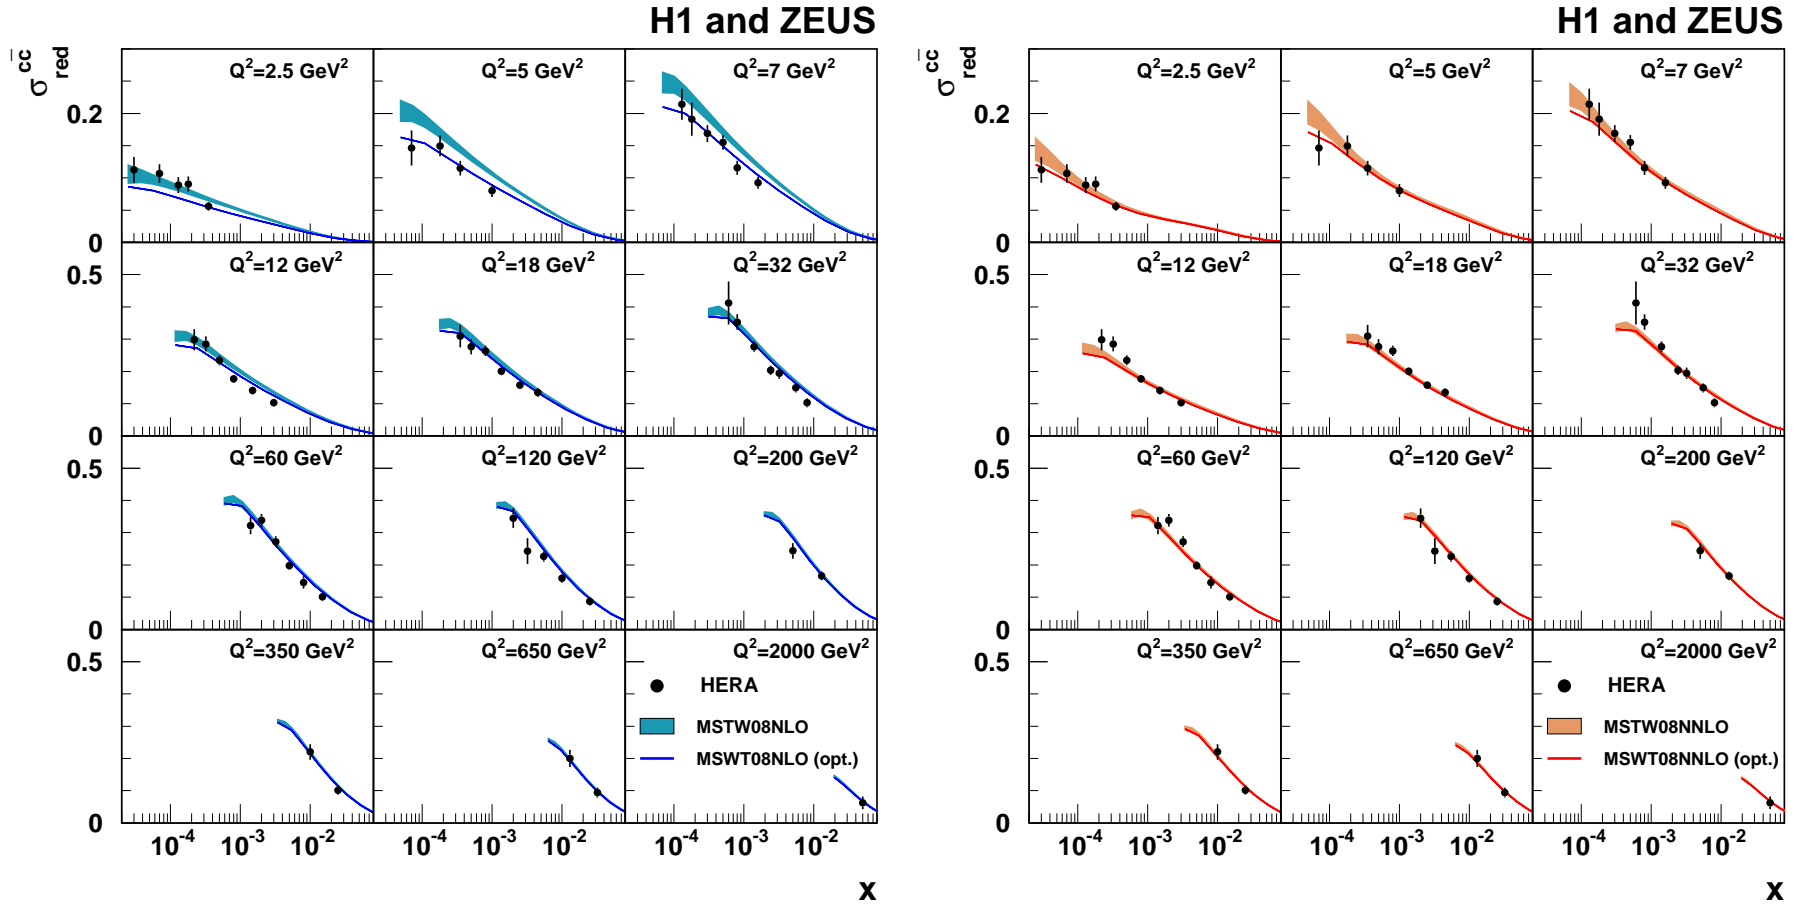 H1 and ZEUS
σ red cc̄
Q²=2.5 GeV²
Q²=5 GeV²
Q²=7 GeV²
0.2
0
Q²=12 GeV²
Q²=18 GeV²
Q²=32 GeV²
0.5
0
Q²=60 GeV²
Q²=120 GeV²
Q²=200 GeV²
0.5
0
Q²=350 GeV²
Q²=650 GeV²
Q²=2000 GeV²
0.5
HERA
MSTW08NLO
MSWT08NLO (opt.)
0
10⁻⁴ 10⁻³ 10⁻² 10⁻⁴ 10⁻³ 10⁻² 10⁻⁴ 10⁻³ 10⁻²
x
H1 and ZEUS
σ red cc̄
Q²=2.5 GeV²
Q²=5 GeV²
Q²=7 GeV²
0.2
0
Q²=12 GeV²
Q²=18 GeV²
Q²=32 GeV²
0.5
0
Q²=60 GeV²
Q²=120 GeV²
Q²=200 GeV²
0.5
0
Q²=350 GeV²
Q²=650 GeV²
Q²=2000 GeV²
0.5
HERA
MSTW08NNLO
MSWT08NNLO (opt.)
0
10⁻⁴ 10⁻³ 10⁻² 10⁻⁴ 10⁻³ 10⁻² 10⁻⁴ 10⁻³ 10⁻²
x